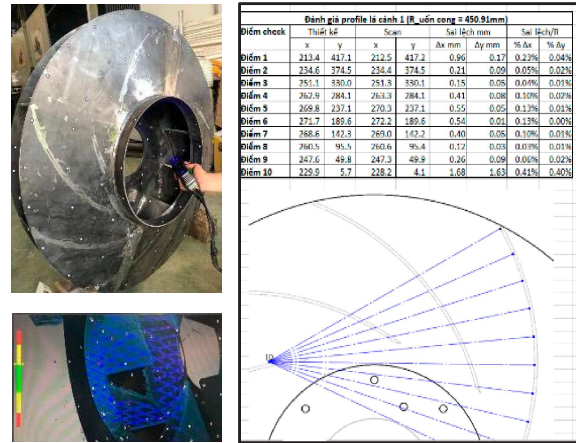 Đánh giá profile lá cánh 1 (R_uốn cong = 450.91mm)
Điểm check Thiết kế Scan Sai lệch mm Sai lệch/R
x y x y Δx mm Δy mm % Δx % Δy
Điểm 1 213.4 417.1 212.5 417.2 0.96 0.17 0.23% 0.04%
Điểm 2 234.6 374.5 234.4 374.5 0.21 0.09 0.05% 0.02%
Điểm 3 251.1 330.0 251.3 330.1 0.15 0.05 0.04% 0.01%
Điểm 4 262.9 284.1 263.3 284.1 0.41 0.08 0.10% 0.02%
Điểm 5 269.8 237.1 270.3 237.1 0.55 0.05 0.13% 0.01%
Điểm 6 271.7 189.6 272.2 189.6 0.54 0.01 0.13% 0.00%
Điểm 7 268.6 142.3 269.0 142.2 0.40 0.05 0.10% 0.01%
Điểm 8 260.5 95.5 260.6 95.4 0.12 0.03 0.03% 0.01%
Điểm 9 247.6 49.8 247.3 49.9 0.26 0.09 0.06% 0.02%
Điểm 10 229.9 5.7 228.2 4.1 1.68 1.63 0.41% 0.40%
10